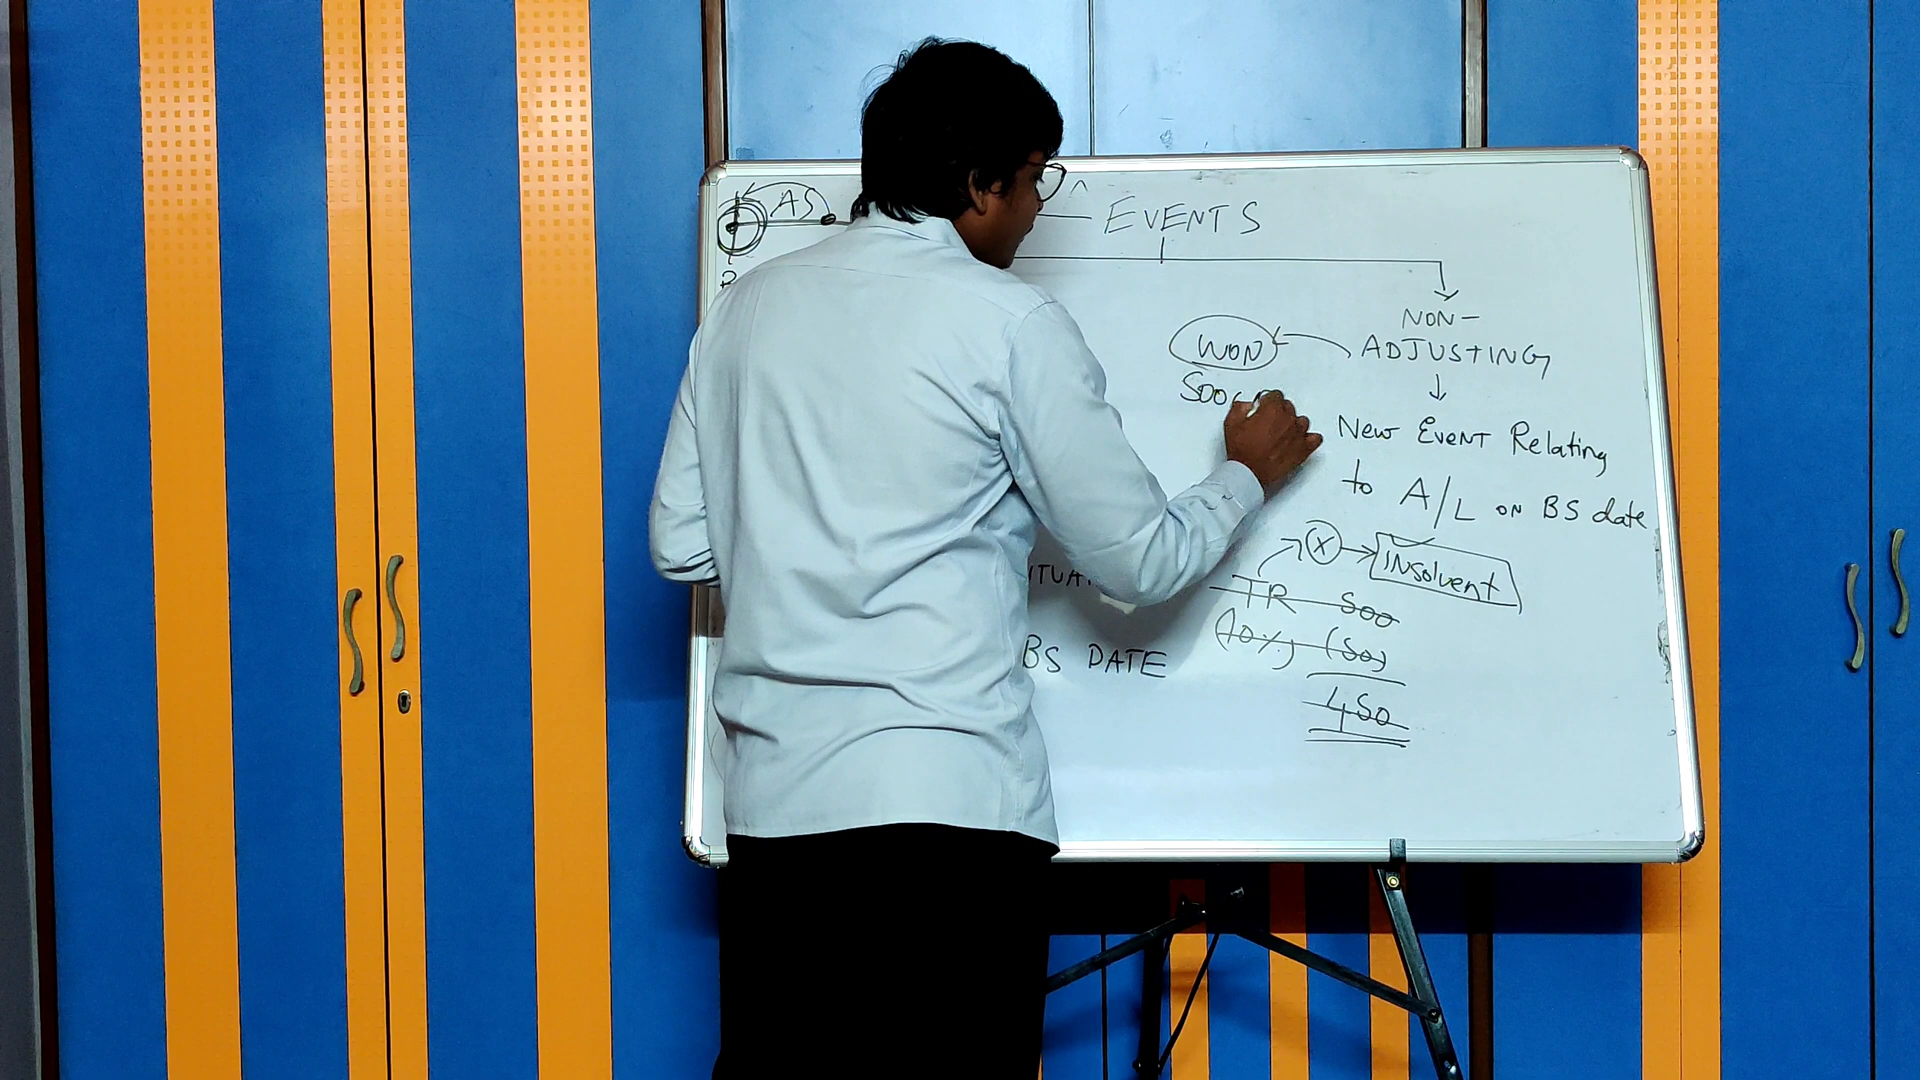 AS
EVENTS
NON-
WON
ADJUSTING
500
New Event Relating
to A/L on BS date
X
INSolvent
TR 500
(10%) (50)
BS DATE
450